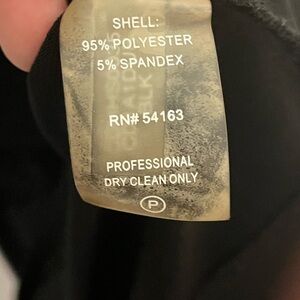 SHELL:
95% POLYESTER
5% SPANDEX
RN# 54163
PROFESSIONAL
DRY CLEAN ONLY
P